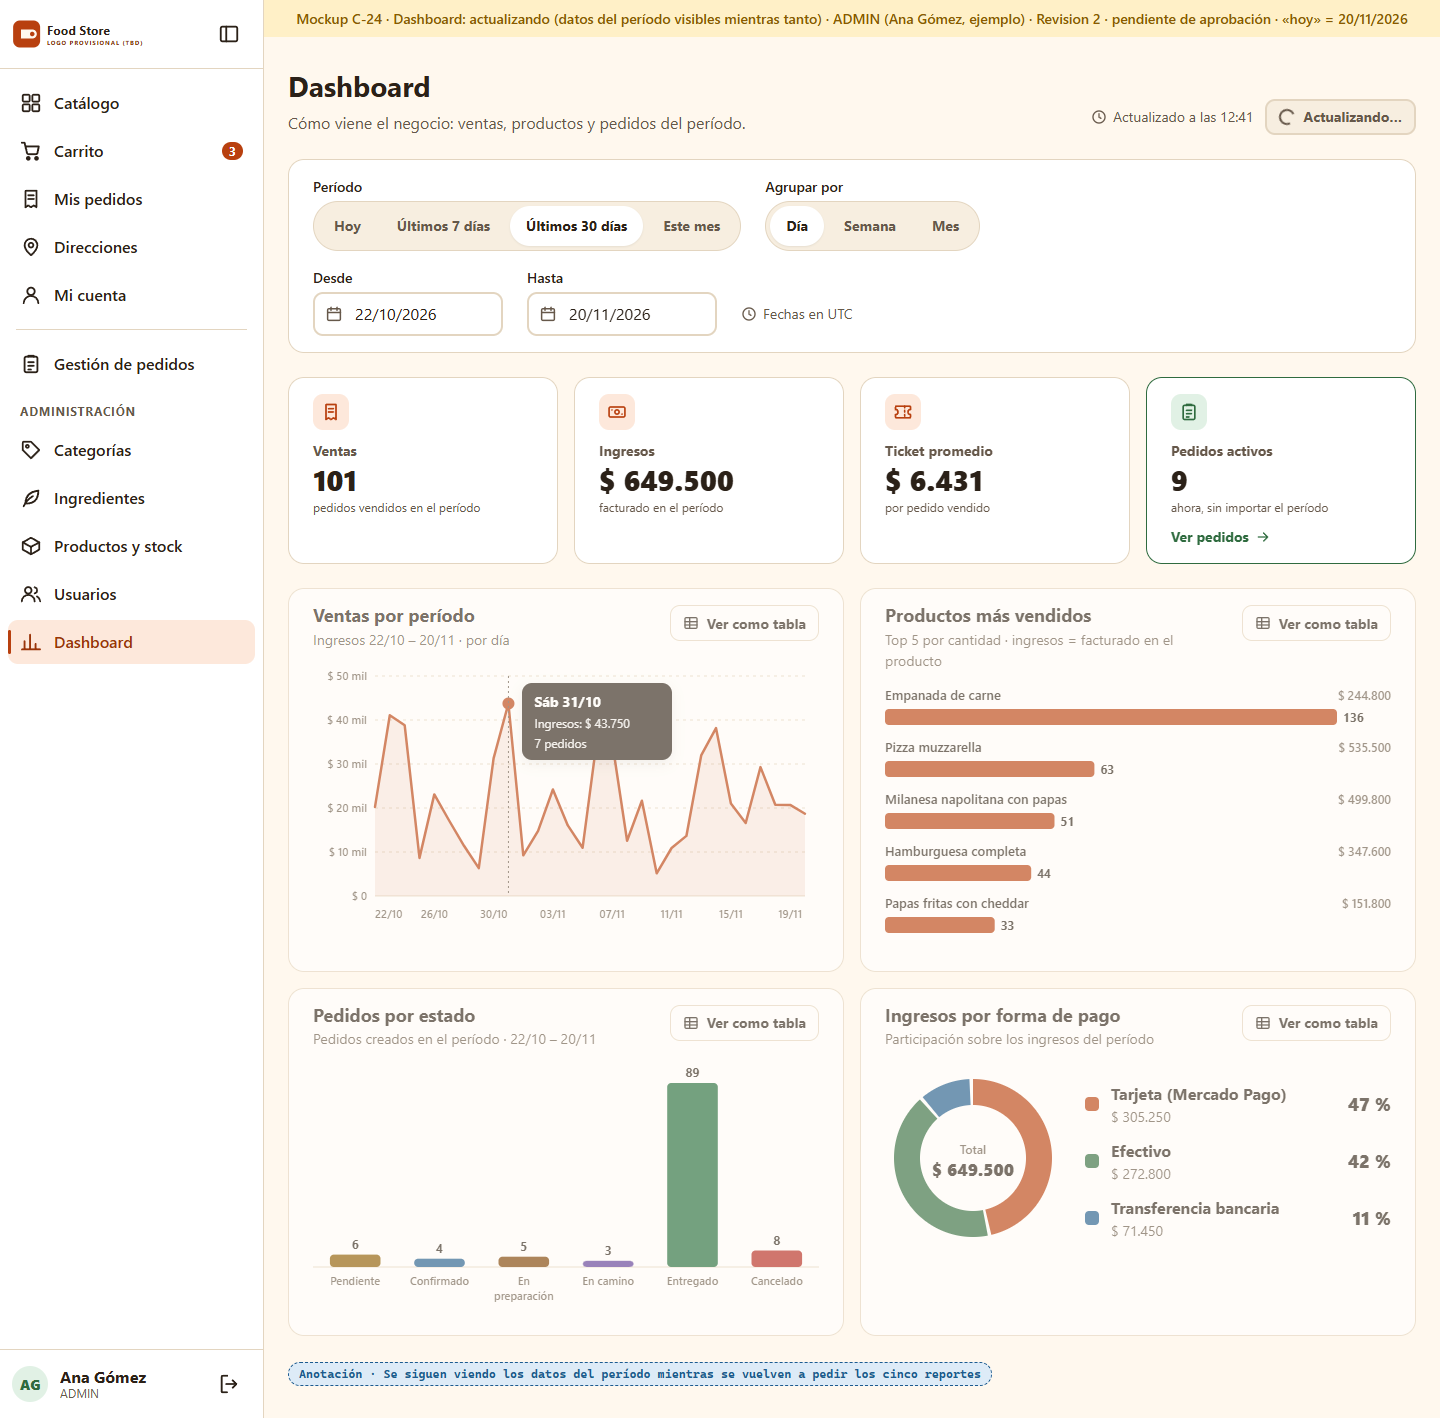 Food Store
LOGO PROVISIONAL (TBD)
Catálogo
Carrito
3
Mis pedidos
Direcciones
Mi cuenta
Gestión de pedidos
ADMINISTRACIÓN
Categorías
Ingredientes
Productos y stock
Usuarios
Dashboard
AG
Ana Gómez
ADMIN
Mockup C-24 · Dashboard: actualizando (datos del período visibles mientras tanto) · ADMIN (Ana Gómez, ejemplo) · Revision 2 · pendiente de aprobación · «hoy» = 20/11/2026
Dashboard
Cómo viene el negocio: ventas, productos y pedidos del período.
Actualizado a las 12:41
Actualizando...
Período
Agrupar por
Hoy
Últimos 7 días
Últimos 30 días
Este mes
Día
Semana
Mes
Desde
Hasta
22/10/2026
20/11/2026
Fechas en UTC
Ventas
101
pedidos vendidos en el período
Ingresos
$ 649.500
facturado en el período
Ticket promedio
$ 6.431
por pedido vendido
Pedidos activos
9
ahora, sin importar el período
Ver pedidos →
Ventas por período
Ingresos 22/10 – 20/11 · por día
Ver como tabla
$ 50 mil
$ 40 mil
$ 30 mil
$ 20 mil
$ 10 mil
$ 0
Sáb 31/10
Ingresos: $ 43.750
7 pedidos
22/10
26/10
30/10
03/11
07/11
11/11
15/11
19/11
Productos más vendidos
Top 5 por cantidad · ingresos = facturado en el
producto
Ver como tabla
Empanada de carne
$ 244.800
136
Pizza muzzarella
$ 535.500
63
Milanesa napolitana con papas
$ 499.800
51
Hamburguesa completa
$ 347.600
44
Papas fritas con cheddar
$ 151.800
33
Pedidos por estado
Pedidos creados en el período · 22/10 – 20/11
Ver como tabla
6
4
5
3
89
8
Pendiente
Confirmado
En
preparación
En camino
Entregado
Cancelado
Ingresos por forma de pago
Participación sobre los ingresos del período
Ver como tabla
Total
$ 649.500
Tarjeta (Mercado Pago)
$ 305.250
47 %
Efectivo
$ 272.800
42 %
Transferencia bancaria
$ 71.450
11 %
Anotación · Se siguen viendo los datos del período mientras se vuelven a pedir los cinco reportes